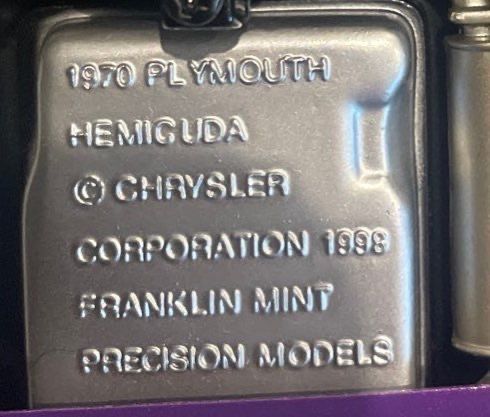 1970 PLYMOUTH
HEMICUDA
© CHRYSLER
CORPORATION 1998
FRANKLIN MINT
PRECISION MODELS